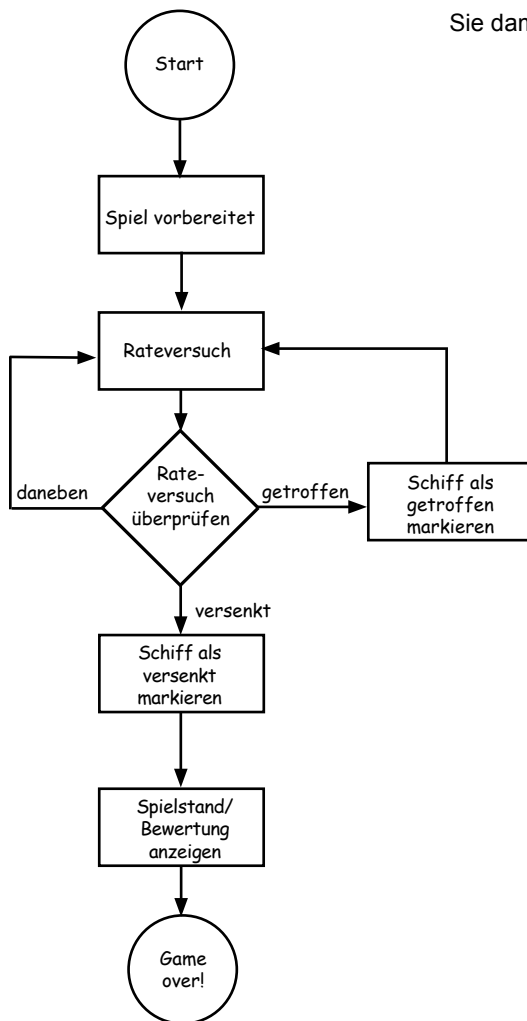 Sie dam
Start
Spiel vorbereitet
Rateversuch
daneben
Rate-
versuch
überprüfen
getroffen
Schiff als
getroffen
markieren
versenkt
Schiff als
versenkt
markieren
Spielstand/
Bewertung
anzeigen
Game
over!